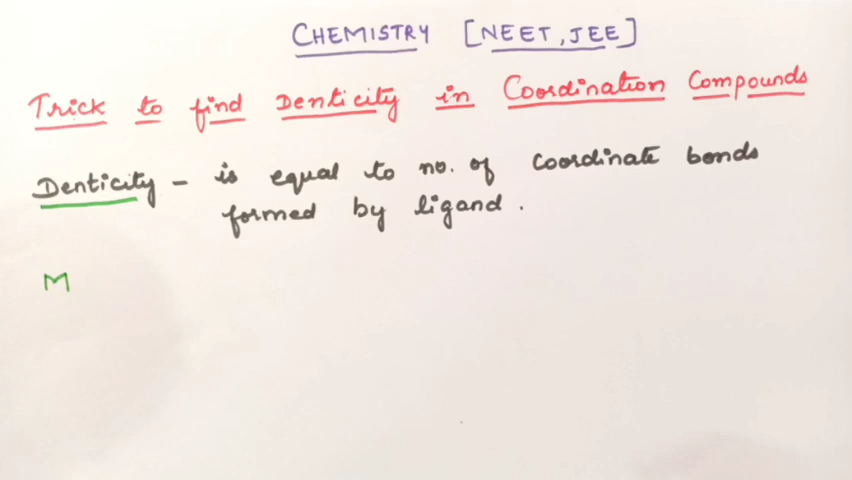 CHEMISTRY [NEET, JEE]
Trick to find Denticity in Coordination Compounds
Denticity - is equal to no. of coordinate bonds
formed by ligand.
M